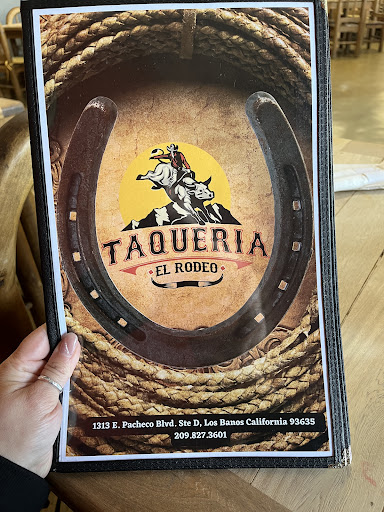 TAQUERIA
EL RODEO
1313 E. Pacheco Blvd. Ste D, Los Banos California 93635
209.827.3601